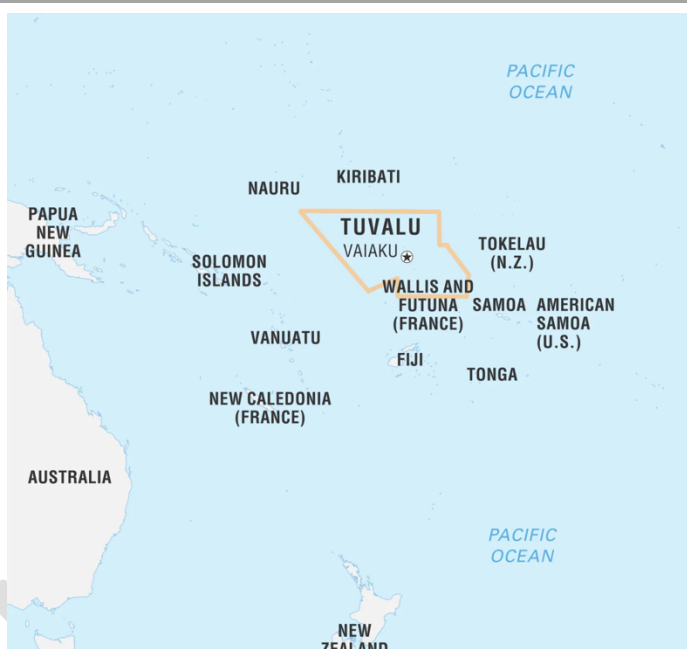 PACIFIC
OCEAN
KIRIBATI
NAURU
PAPUA
NEW
GUINEA
TUVALU
VAIAKU
TOKELAU
(N.Z.)
SOLOMON
ISLANDS
WALLIS AND
FUTUNA
(FRANCE)
SAMOA
AMERICAN
SAMOA
(U.S.)
VANUATU
FIJI
TONGA
NEW CALEDONIA
(FRANCE)
AUSTRALIA
PACIFIC
OCEAN
NEW
ZEALAND